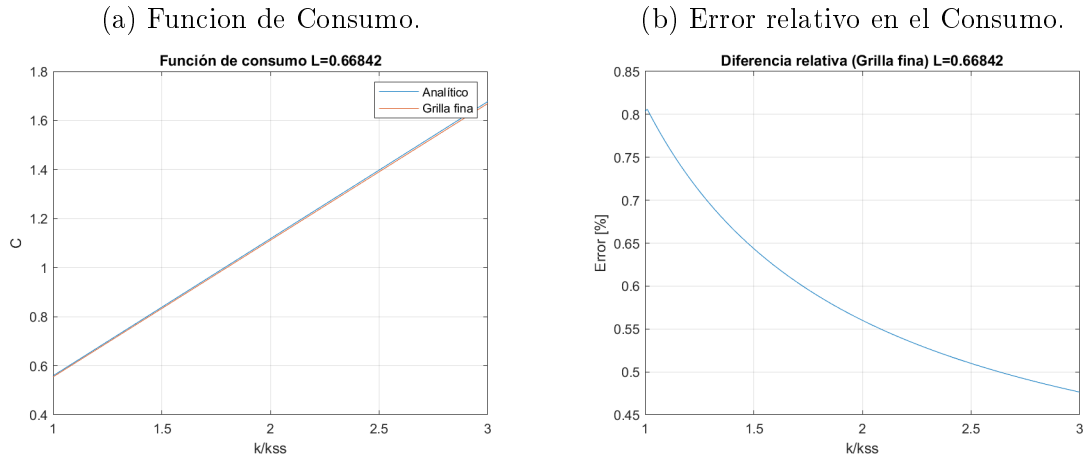 (a) Funcion de Consumo.
Función de consumo L=0.66842
1.8
1.6
1.4
1.2
1
0.8
0.6
0.4
C
Analítico
Grilla fina
1 1.5 2 2.5 3
k/kss
(b) Error relativo en el Consumo.
Diferencia relativa (Grilla fina) L=0.66842
0.85
0.8
0.75
0.7
0.65
0.6
0.55
0.5
0.45
Error [%]
1 1.5 2 2.5 3
k/kss